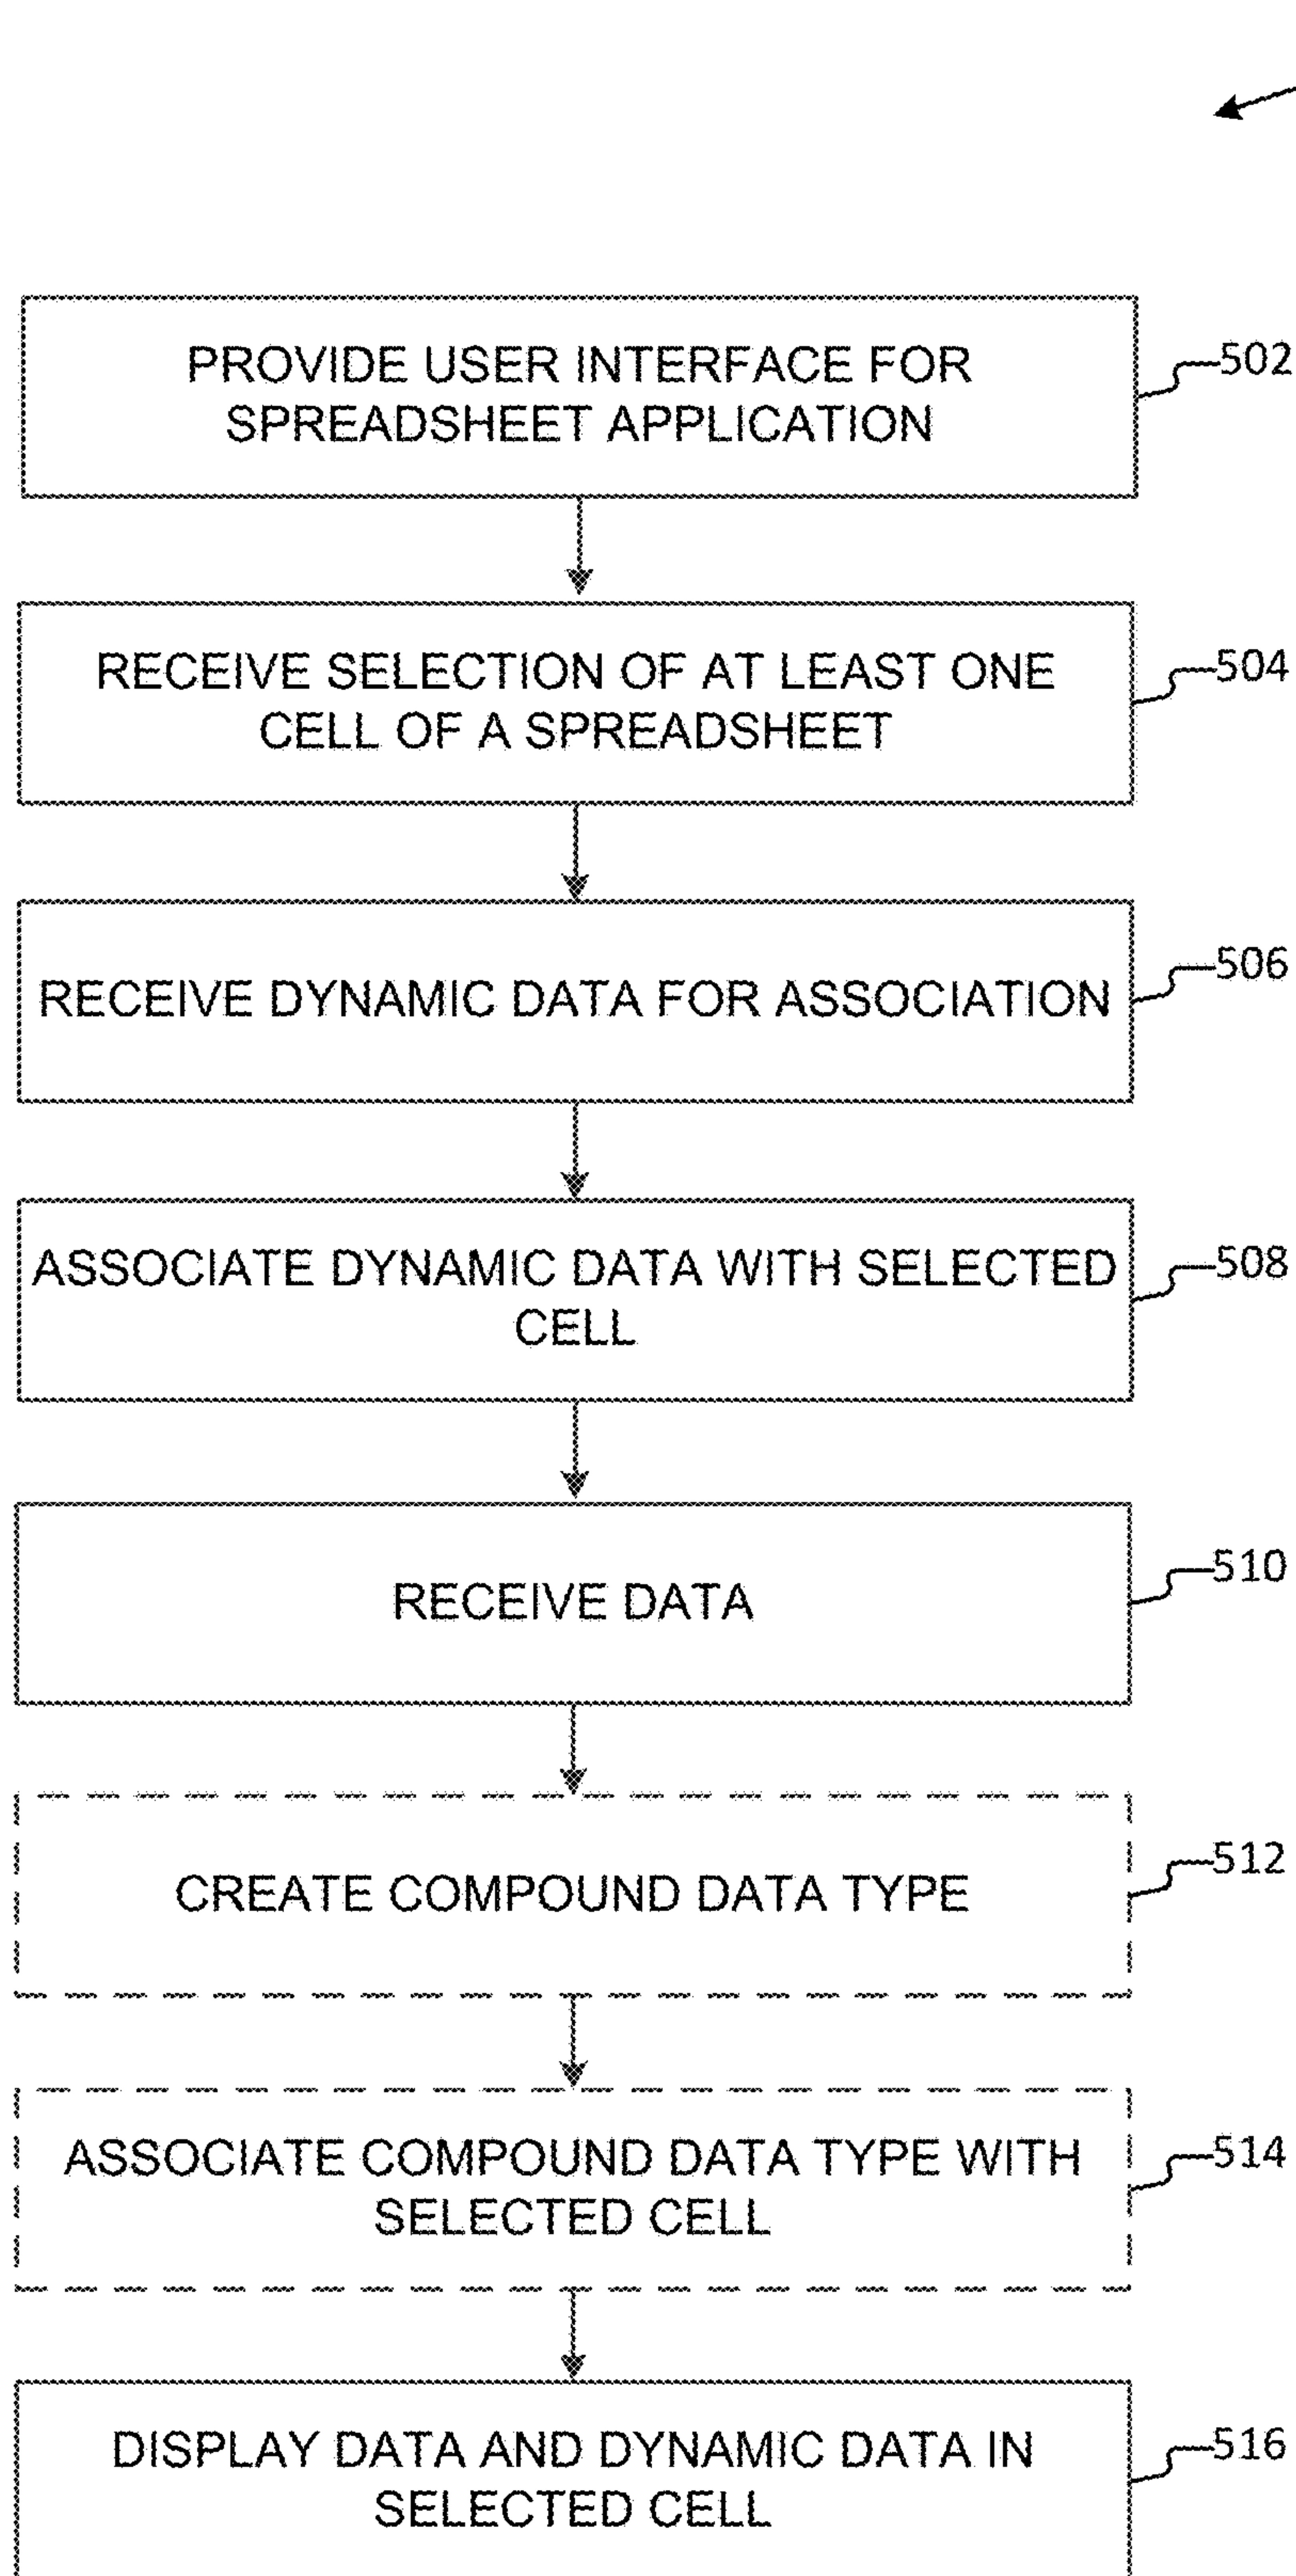 PROVIDE USER INTERFACE FOR
SPREADSHEET APPLICATION
502
RECEIVE SELECTION OF AT LEAST ONE
CELL OF A SPREADSHEET
504
RECEIVE DYNAMIC DATA FOR ASSOCIATION
506
ASSOCIATE DYNAMIC DATA WITH SELECTED
CELL
508
RECEIVE DATA
510
CREATE COMPOUND DATA TYPE
512
ASSOCIATE COMPOUND DATA TYPE WITH
SELECTED CELL
514
DISPLAY DATA AND DYNAMIC DATA IN
SELECTED CELL
516